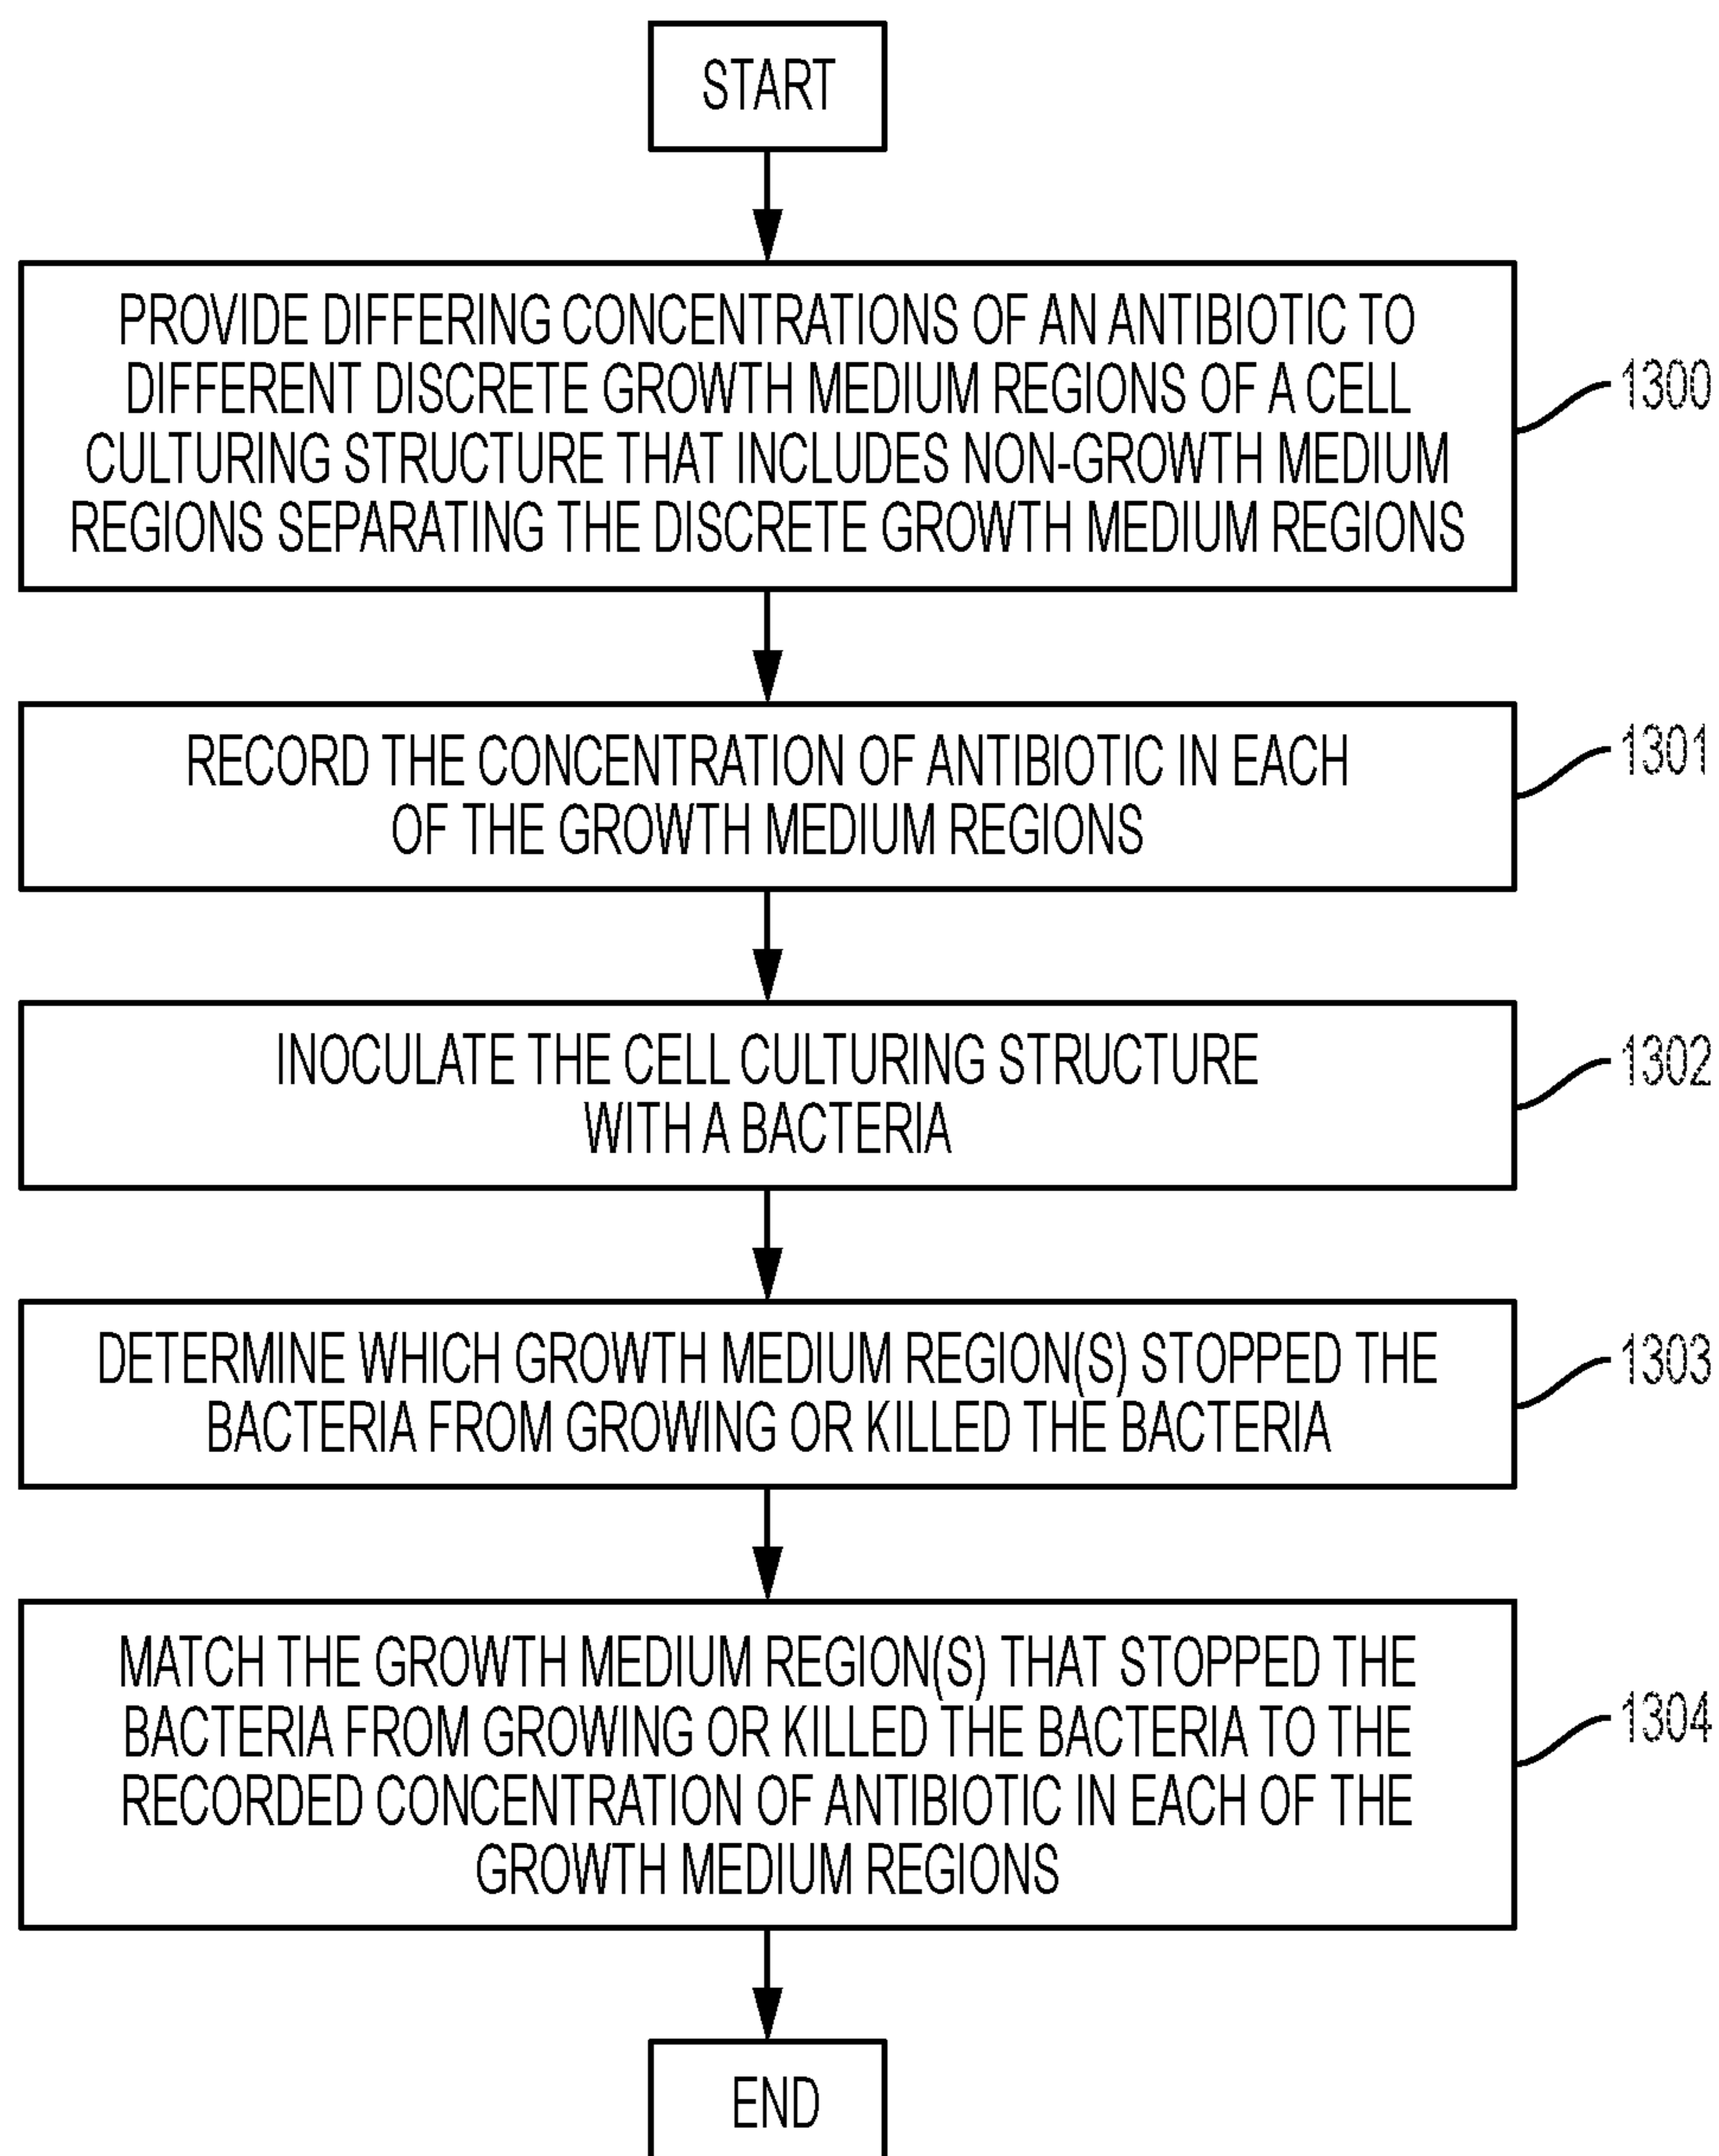 START
PROVIDE DIFFERING CONCENTRATIONS OF AN ANTIBIOTIC TO
DIFFERENT DISCRETE GROWTH MEDIUM REGIONS OF A CELL
CULTURING STRUCTURE THAT INCLUDES NON-GROWTH MEDIUM
REGIONS SEPARATING THE DISCRETE GROWTH MEDIUM REGIONS
1300
RECORD THE CONCENTRATION OF ANTIBIOTIC IN EACH
OF THE GROWTH MEDIUM REGIONS
1301
INOCULATE THE CELL CULTURING STRUCTURE
WITH A BACTERIA
1302
DETERMINE WHICH GROWTH MEDIUM REGION(S) STOPPED THE
BACTERIA FROM GROWING OR KILLED THE BACTERIA
1303
MATCH THE GROWTH MEDIUM REGION(S) THAT STOPPED THE
BACTERIA FROM GROWING OR KILLED THE BACTERIA TO THE
RECORDED CONCENTRATION OF ANTIBIOTIC IN EACH OF THE
GROWTH MEDIUM REGIONS
1304
END